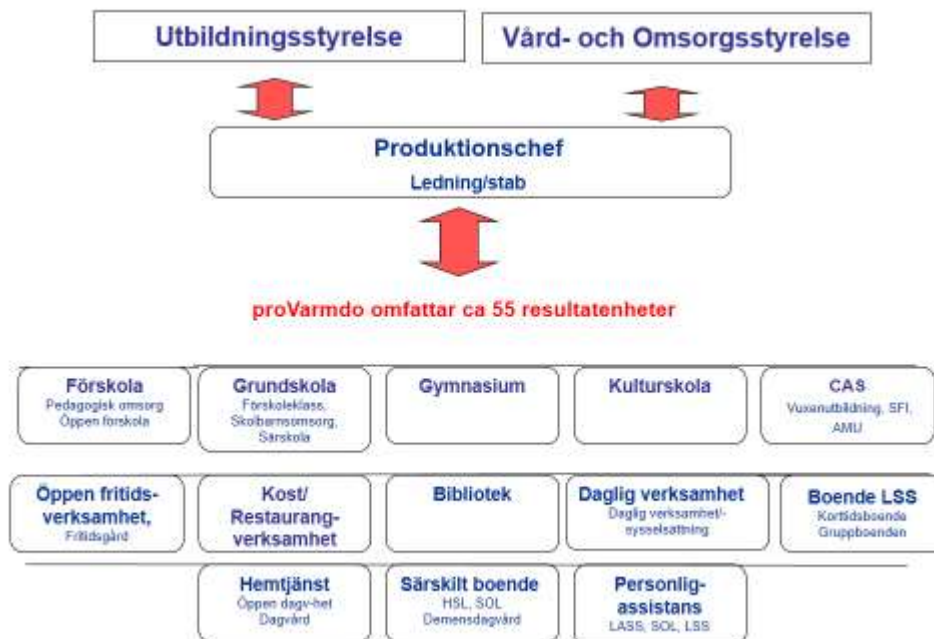 Utbildningsstyrelse
Vård- och Omsorgsstyrelse
Produktionschef
Ledning/stab
proVarmdo omfattar ca 55 resultatenheter
Förskola
Pedagogisk omsorg
Öppen förskola
Grundskola
Förskoleklass,
Skolbarnsomsorg,
Särskola
Gymnasium
Kulturskola
CAS
Vuxenutbildning, SFI,
AMU
Öppen fritids-
verksamhet,
Fritidsgård
Kost/
Restaurang-
verksamhet
Bibliotek
Daglig verksamhet
Daglig verksamhet/-
sysselsättning
Boende LSS
Korttidsboende
Gruppboenden
Hemtjänst
Öppen dagv-het
Dagvård
Särskilt boende
HSL, SOL
Demensdagvård
Personlig-
assistans
LASS, SOL, LSS